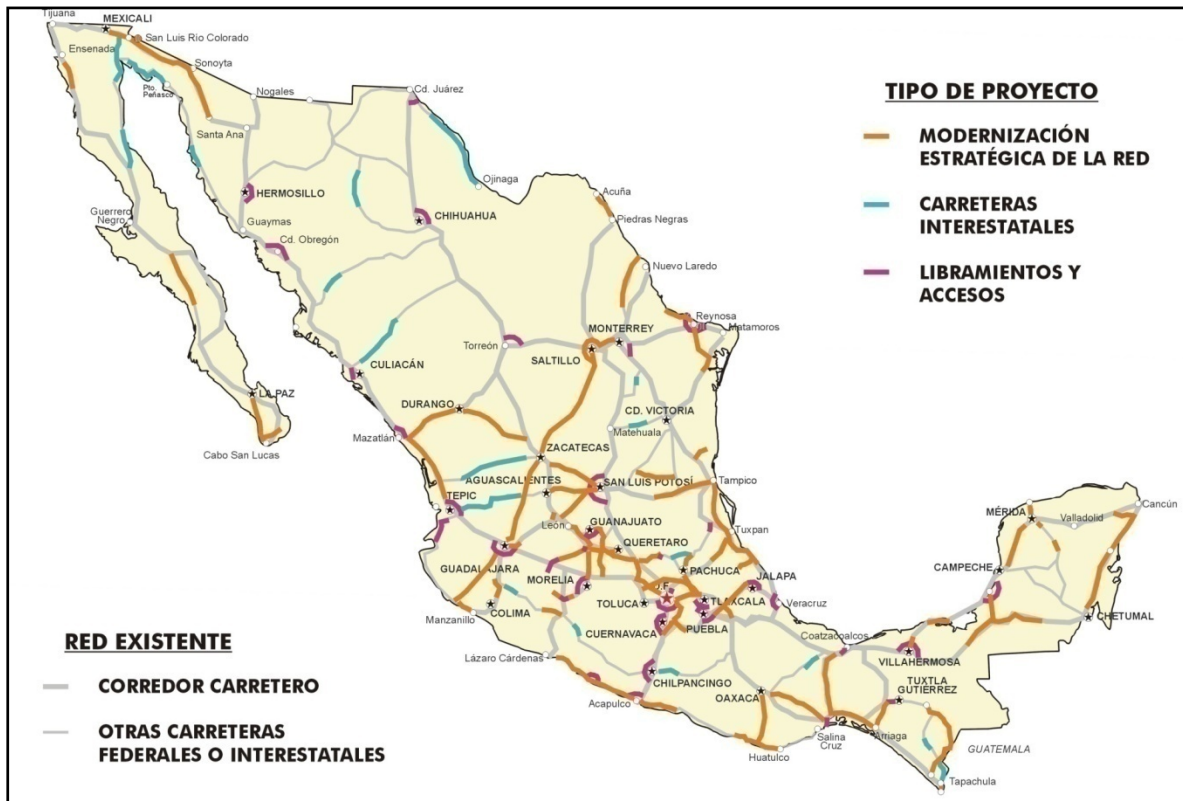 Tijuana
MEXICALI
San Luis Rio Colorado
Ensenada
Sonoyta
Pto.
Peñasco
Nogales
Cd. Juárez
Santa Ana
HERMOSILLO
Ojinaga
Guerrero
Negro
Guaymas
Cd. Obregón
CHIHUAHUA
Acuña
Piedras Negras
Nuevo Laredo
TIPO DE PROYECTO
MODERNIZACIÓN
ESTRATÉGICA DE LA RED
CARRETERAS
INTERESTATALES
LIBRAMIENTOS Y
ACCESOS
Reynosa
Matamoros
MONTERREY
Torreón
SALTILLO
CULIACÁN
LA PAZ
DURANGO
CD. VICTORIA
Mazatlán
Matehuala
Cabo San Lucas
ZACATECAS
AGUASCALIENTES
SAN LUIS POTOSÍ
Tampico
TEPIC
León
GUANAJUATO
Tuxpan
QUERETARO
GUADALAJARA
PACHUCA
MORELIA
JALAPA
D.F.
TLAXCALA
TOLUCA
Veracruz
Manzanillo
COLIMA
CUERNAVACA
PUEBLA
Lázaro Cárdenas
CHILPANCINGO
Acapulco
OAXACA
Coatzacoalcos
VILLAHERMOSA
TUXTLA
GUTIÉRREZ
Salina
Cruz
Arriaga
Huatulco
GUATEMALA
Tapachula
MÉRIDA
Valladolid
Cancún
CAMPECHE
CHETUMAL
RED EXISTENTE
CORREDOR CARRETERO
OTRAS CARRETERAS
FEDERALES O INTERESTATALES